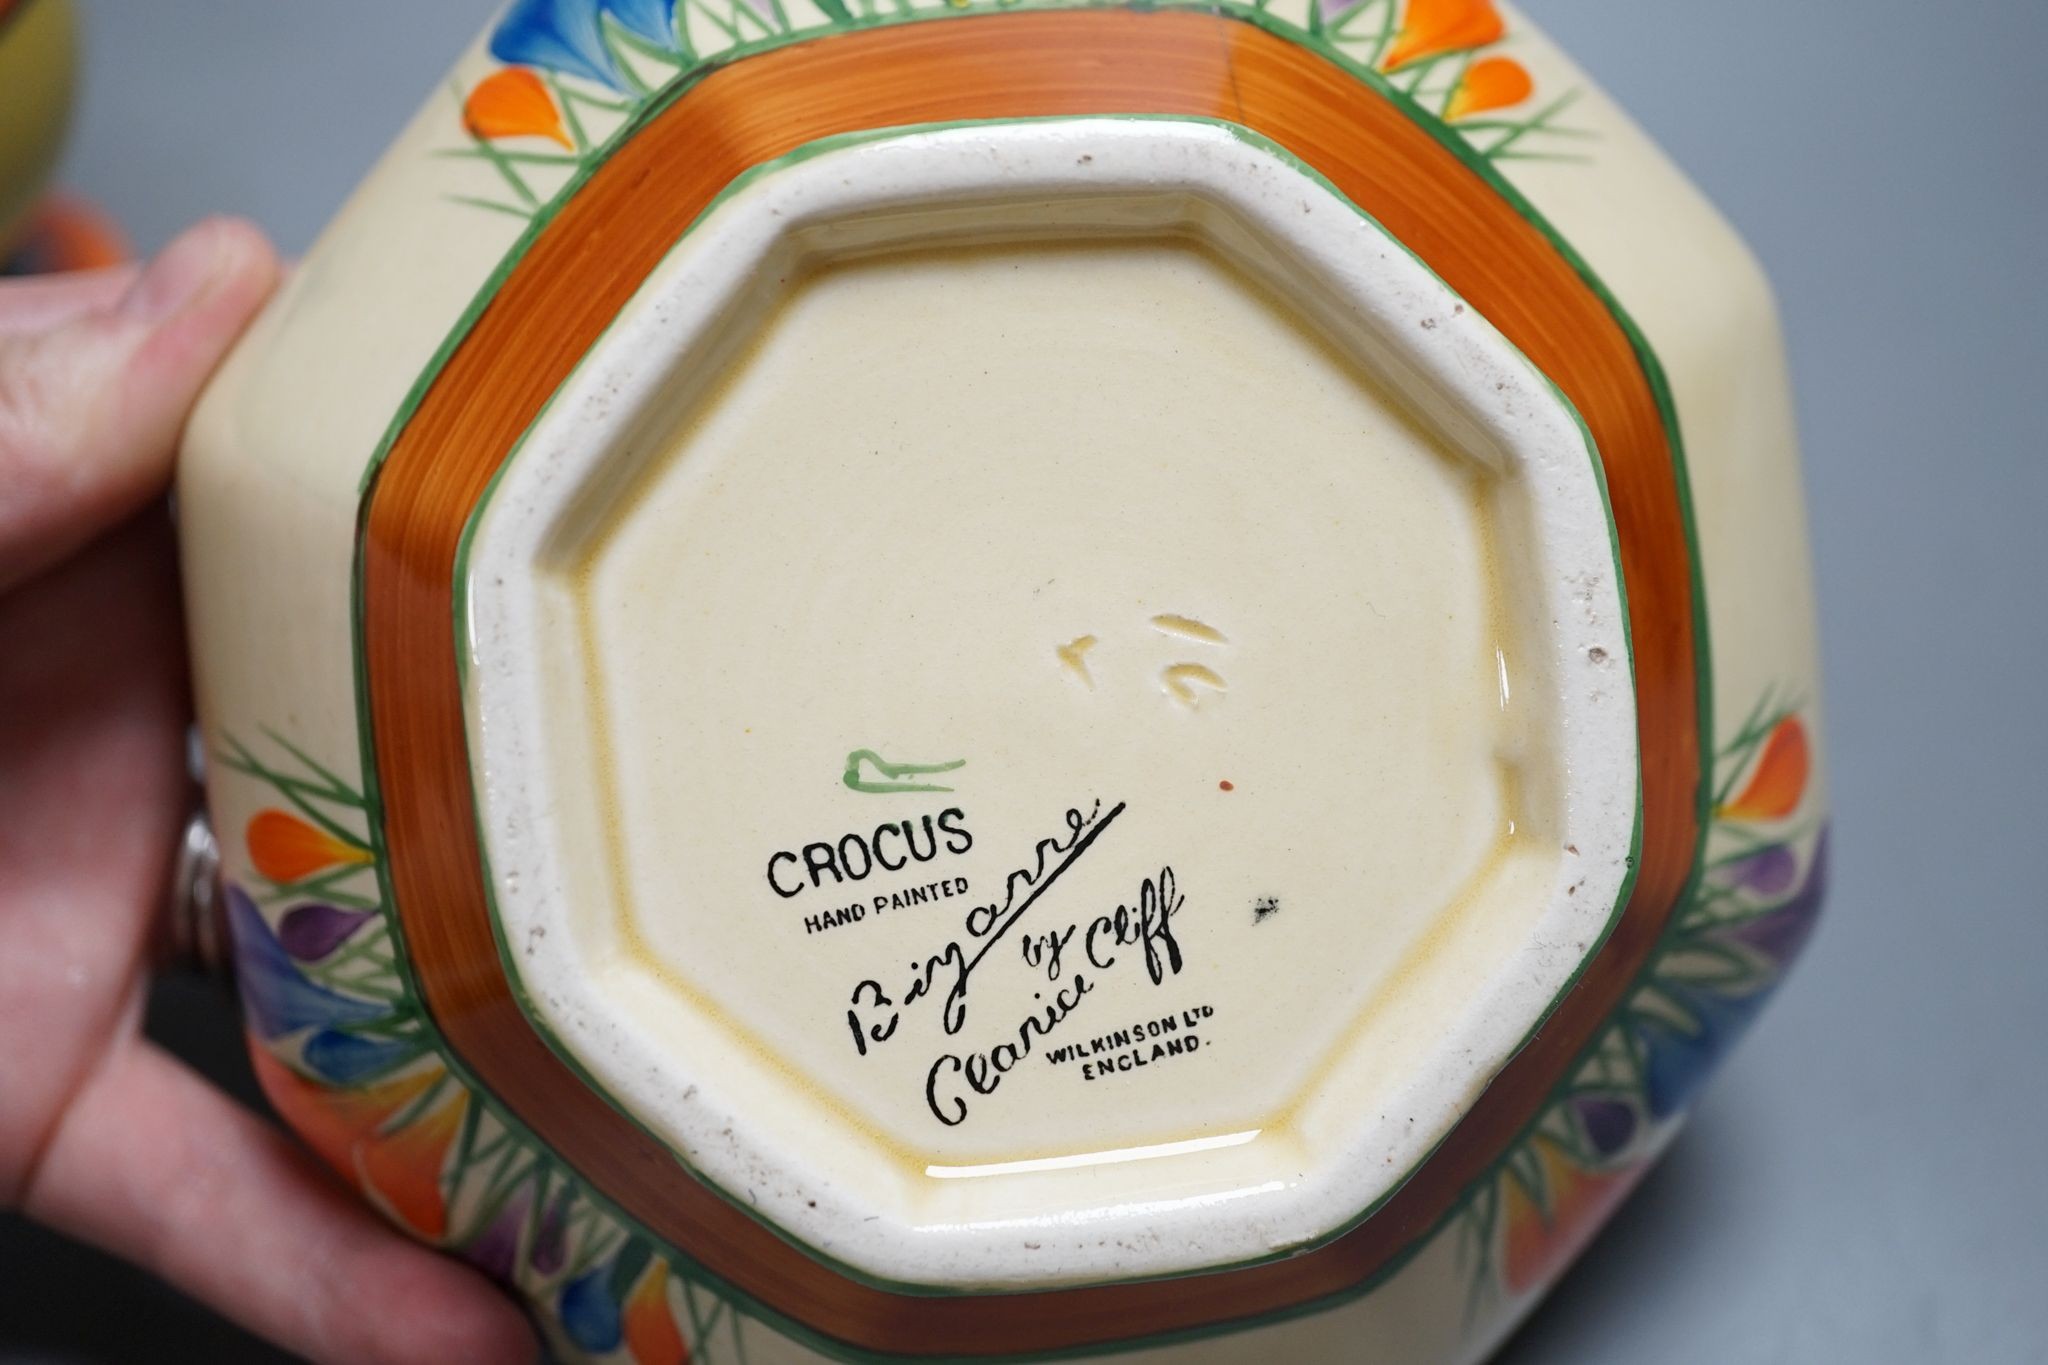 CROCUS
HAND PAINTED
Bizarre
by
Clarice Cliff
WILKINSON LTD
ENGLAND.